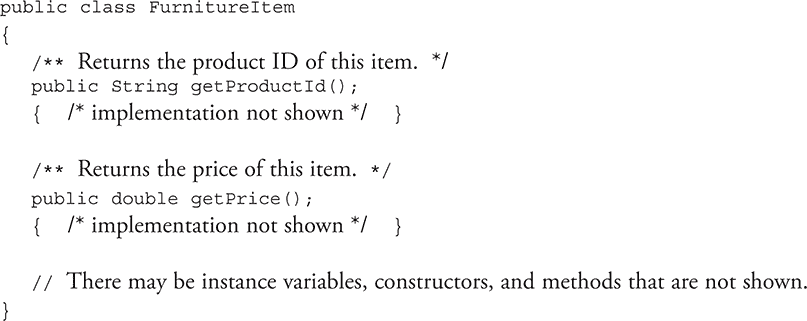 public class FurnitureItem
{
/** Returns the product ID of this item. */
public String getProductId();
{ /* implementation not shown */ }
/** Returns the price of this item. */
public double getPrice();
{ /* implementation not shown */ }
// There may be instance variables, constructors, and methods that are not shown.
}